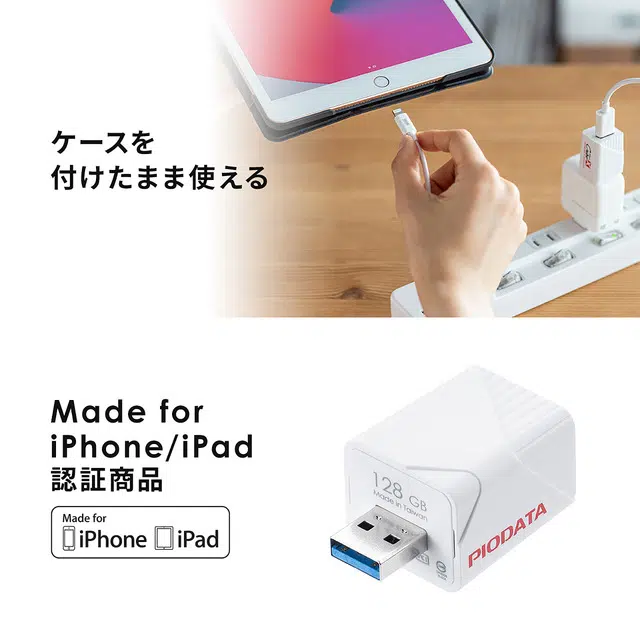 ケースを
付けたまま使える
Made for
iPhone/iPad
認証商品
Made for
iPhone iPad
128 GB
Made in Taiwan
PIODATA